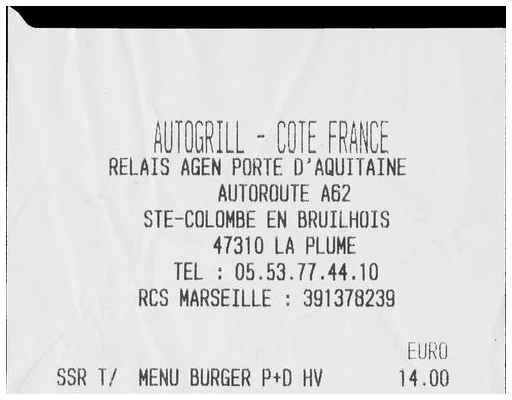 AUTOGRILL - COTE FRANCE
RELAIS AGEN PORTE D'AQUITAINE
AUTOROUTE A62
STE-COLOMBE EN BRUILHOIS
47310 LA PLUME
TEL : 05.53.77.44.10
RCS MARSEILLE : 391378239
EURO
SSR T/ MENU BURGER P+D HV 14.00